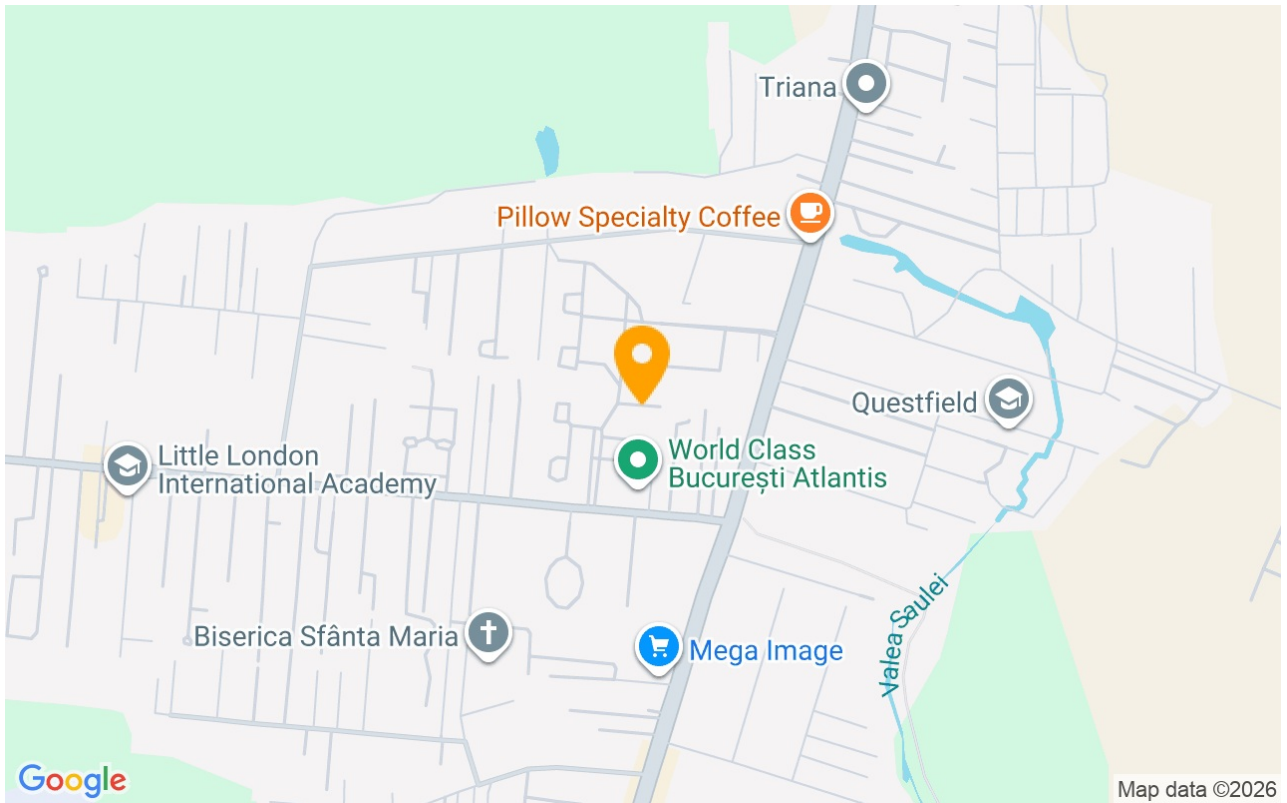 Triana
Pillow Specialty Coffee
Questfield
World Class
București Atlantis
Little London
International Academy
Valea Saulei
Biserica Sfânta Maria
Mega Image
Google
Map data ©2026